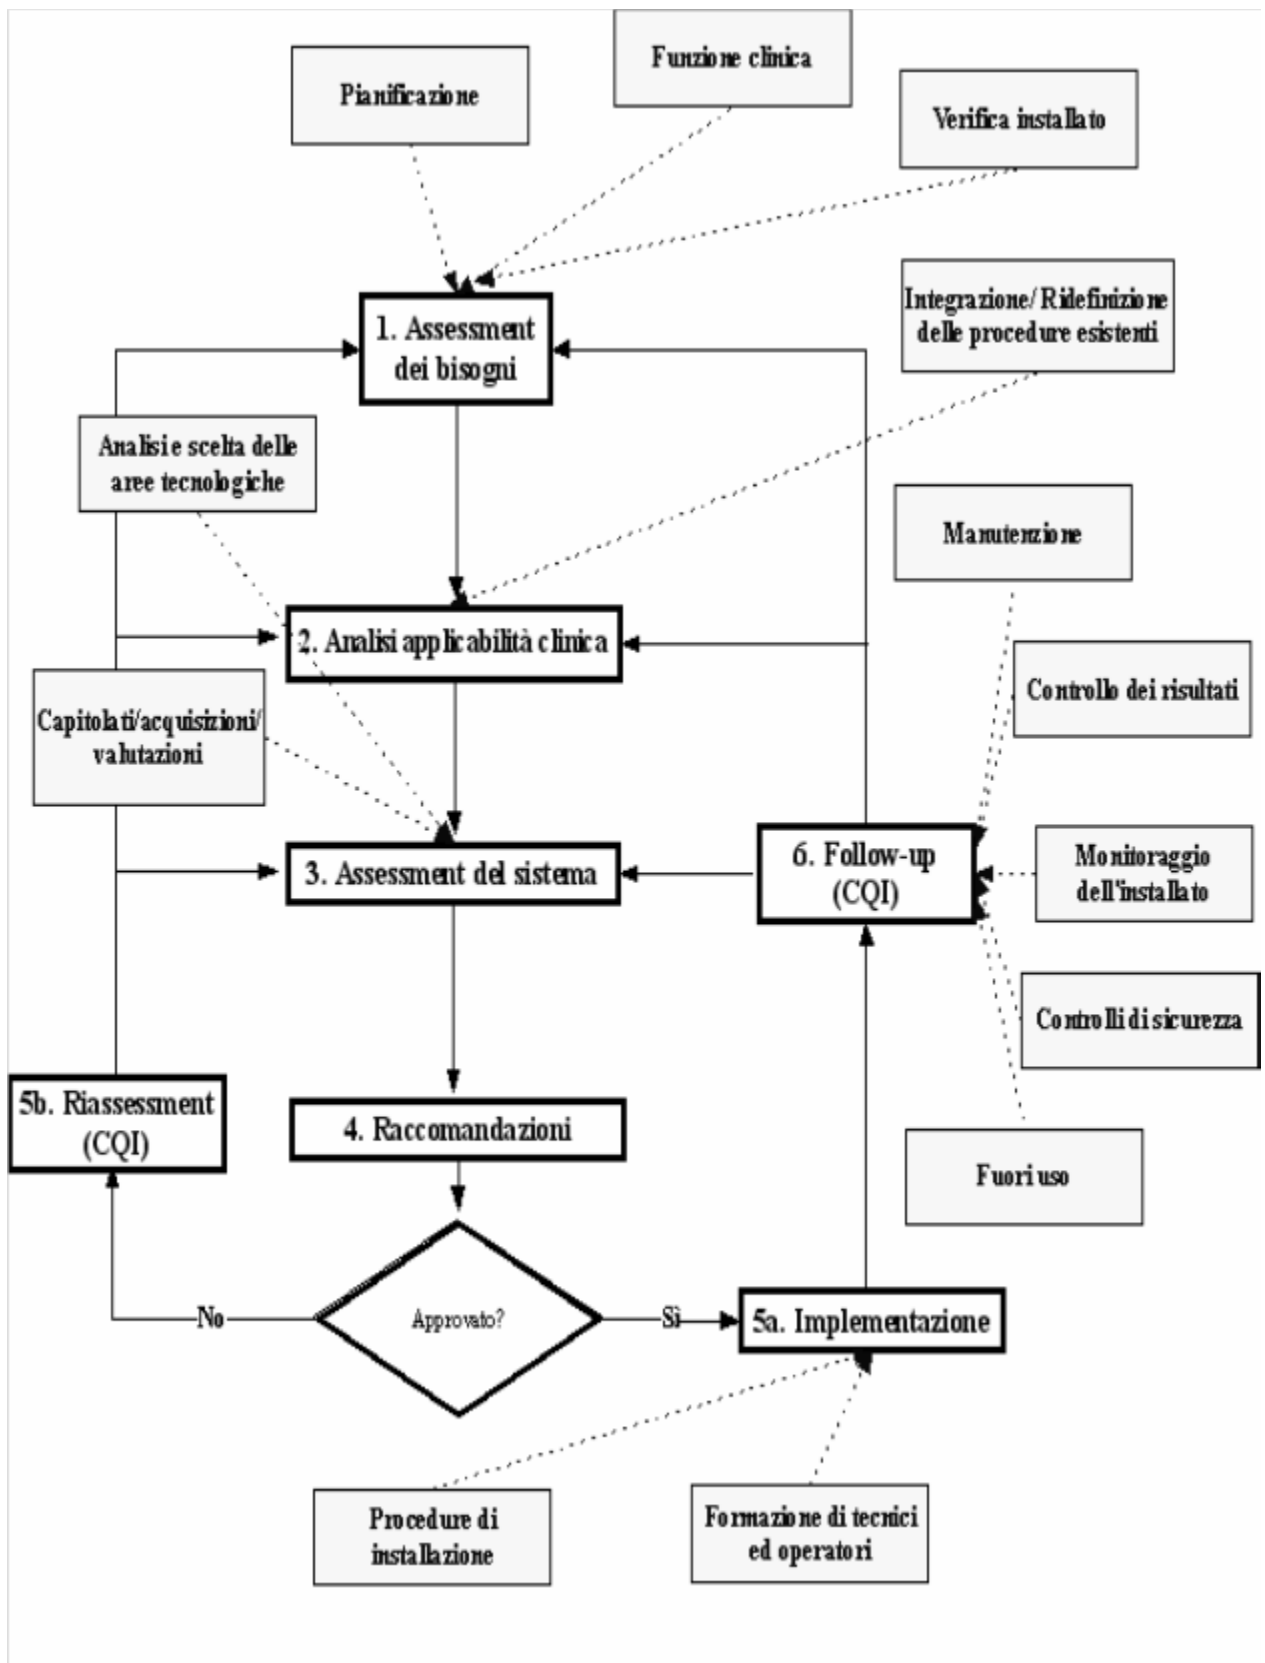 Funzione clinica
Pianificazione
Verifica installato
Integrazione/ Ridefinizione
delle procedure esistenti
1. Assessment
dei bisogni
Analisi e scelta delle
aree tecnologiche
Manutenzione
2. Analisi applicabilità clinica
Controllo dei risultati
Capitolati/acquisizioni/
valutazioni
3. Assessment del sistema
6. Follow-up
(CQI)
Monitoraggio
dell'installato
Controlli di sicurezza
5b. Riassessment
(CQI)
4. Raccomandazioni
Fuori uso
No
Approvato?
Sì
5a. Implementazione
Procedure di
installazione
Formazione di tecnici
ed operatori